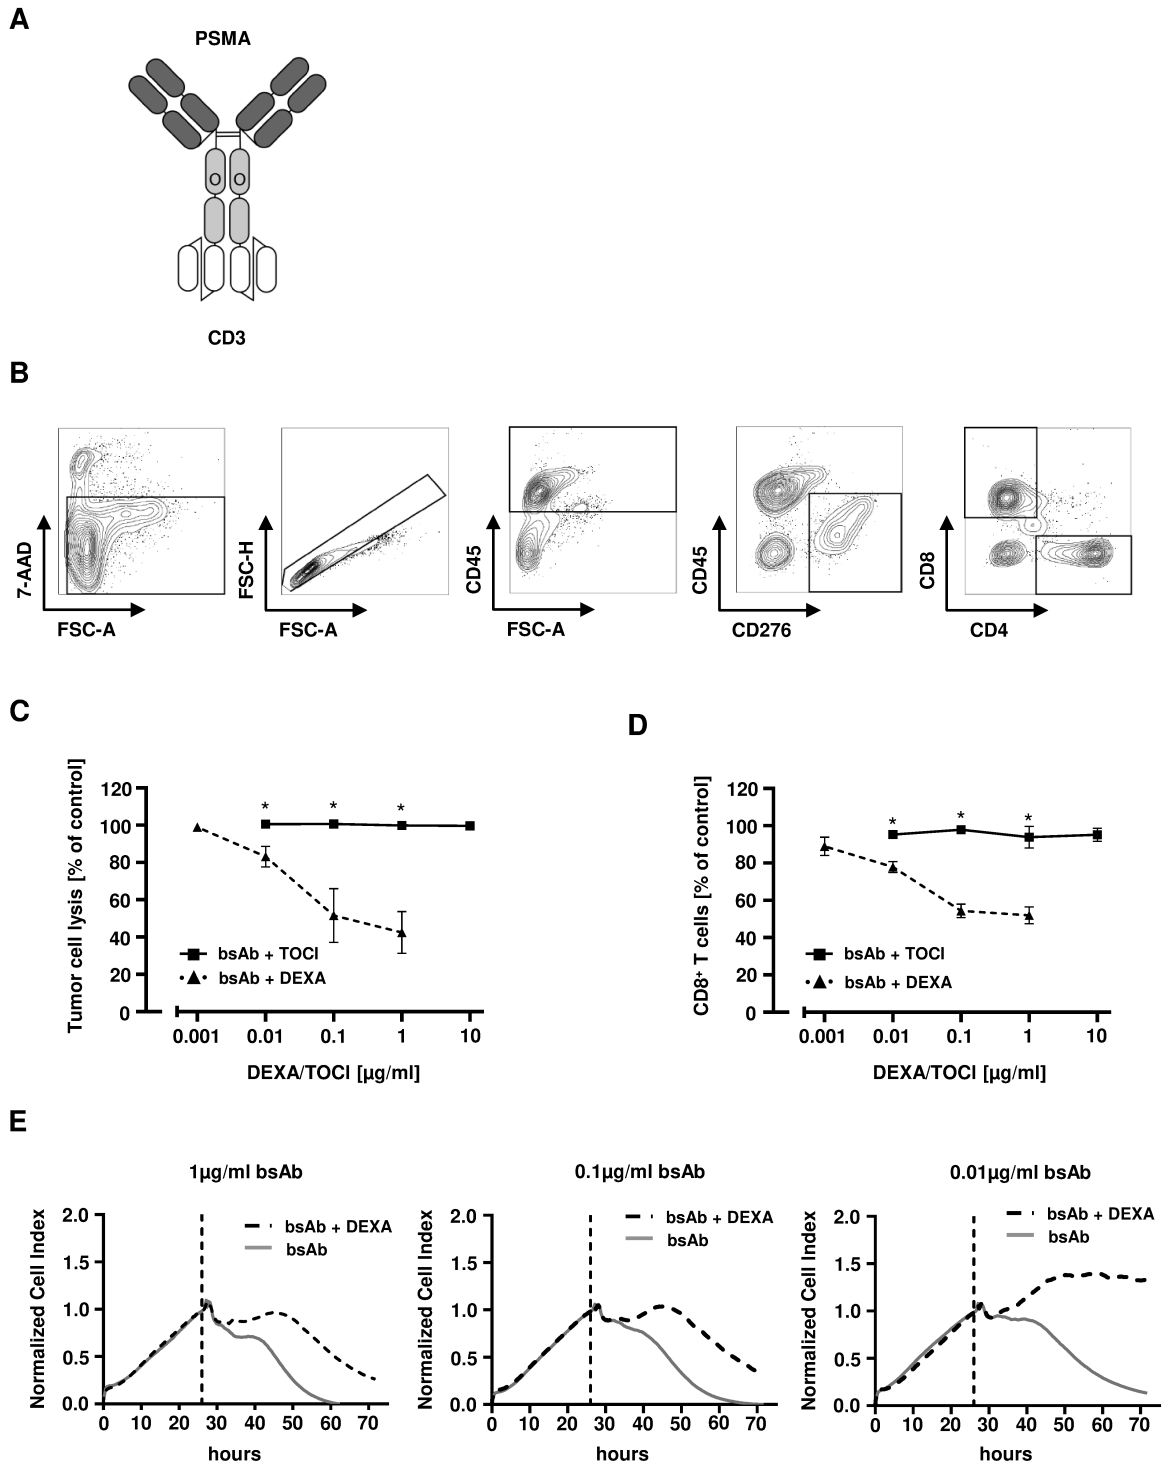 A
PSMA
O O
CD3
B
7-AAD
FSC-A
FSC-H
FSC-A
CD45
FSC-A
CD45
CD276
CD8
CD4
C
Tumor cell lysis [% of control]
120
100
80
60
40
20
0
* * *
bsAb + TOCI
bsAb + DEXA
0.001 0.01 0.1 1 10
DEXA/TOCI [µg/ml]
D
CD8+ T cells [% of control]
120
100
80
60
40
20
0
* * *
bsAb + TOCI
bsAb + DEXA
0.001 0.01 0.1 1 10
DEXA/TOCI [µg/ml]
E
1µg/ml bsAb
Normalized Cell Index
2.0
1.5
1.0
0.5
0.0
bsAb + DEXA
bsAb
0 10 20 30 40 50 60 70
hours
0.1µg/ml bsAb
Normalized Cell Index
2.0
1.5
1.0
0.5
0.0
bsAb + DEXA
bsAb
0 10 20 30 40 50 60 70
hours
0.01µg/ml bsAb
Normalized Cell Index
2.0
1.5
1.0
0.5
0.0
bsAb + DEXA
bsAb
0 10 20 30 40 50 60 70
hours